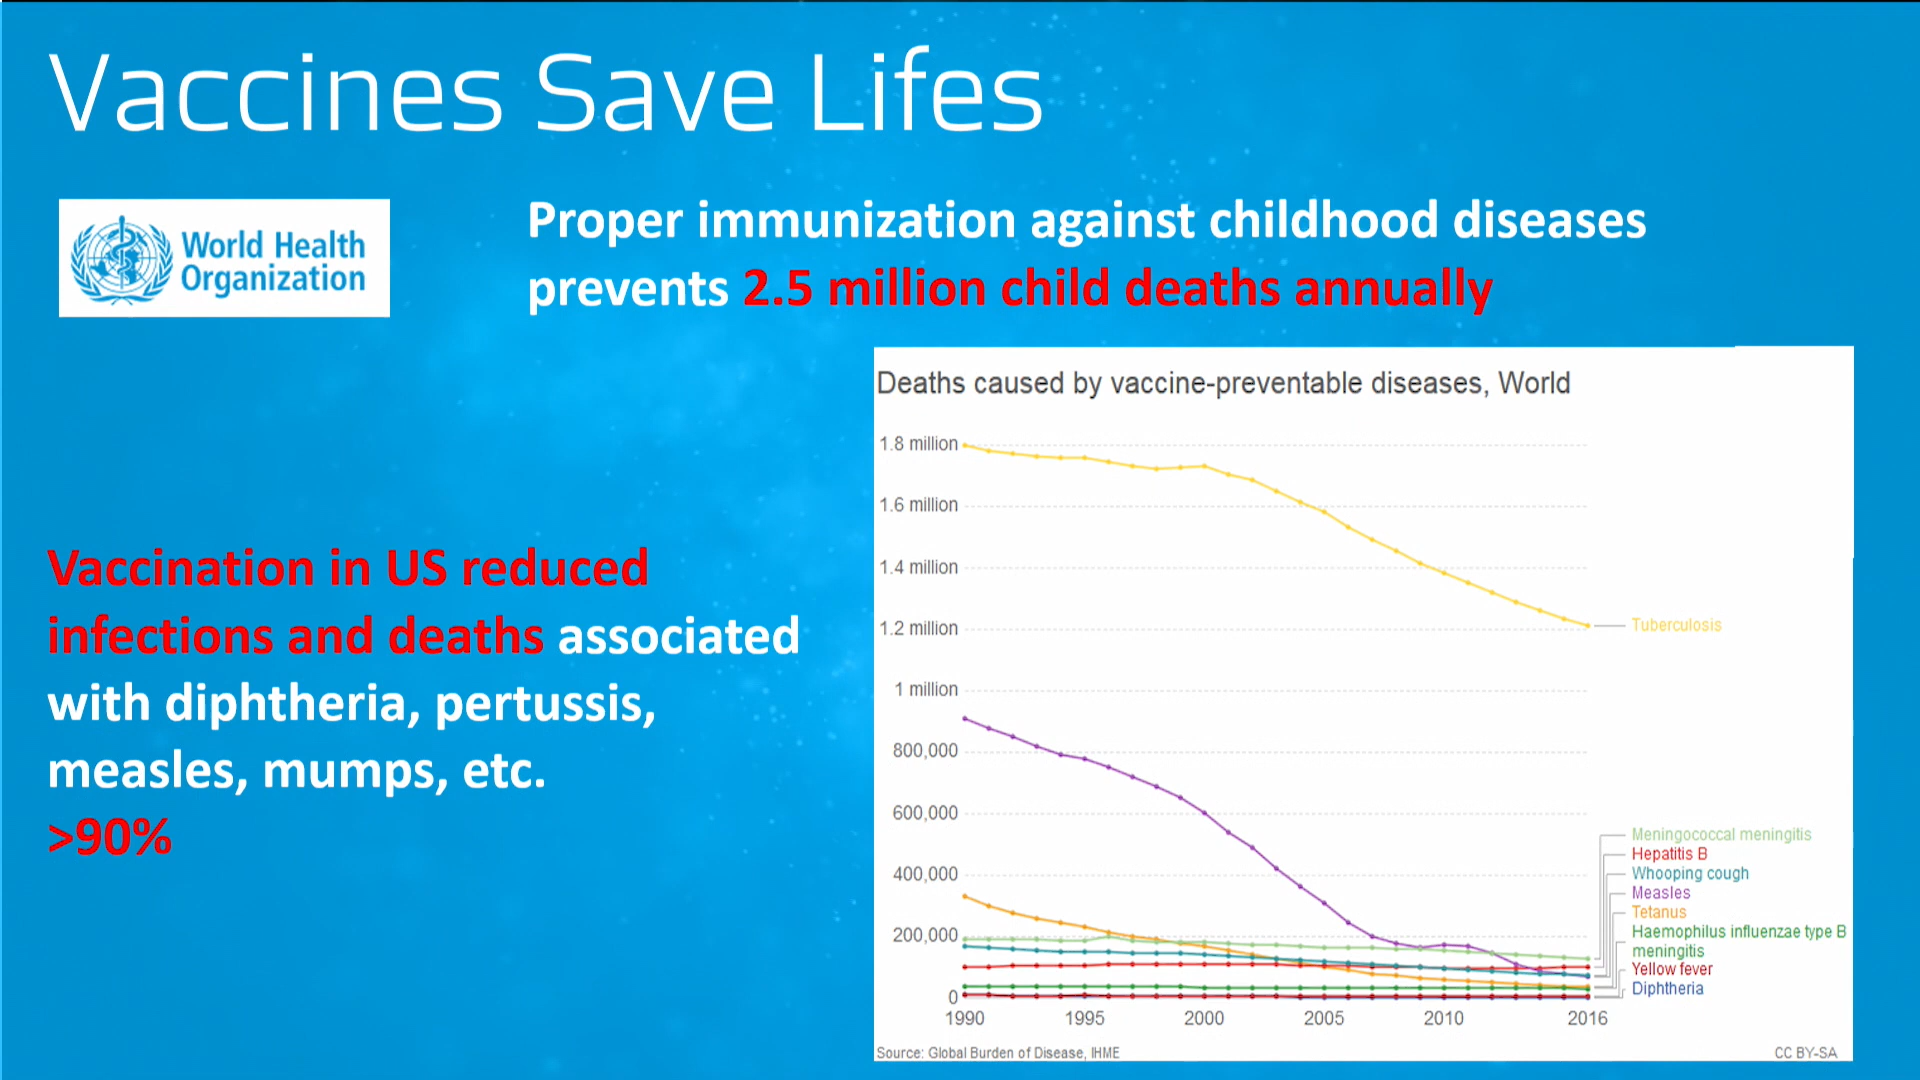 Vaccines Save Lifes
World Health
Organization
Proper immunization against childhood diseases
prevents 2.5 million child deaths annually
Vaccination in US reduced
infections and deaths associated
with diphtheria, pertussis,
measles, mumps, etc.
>90%
Deaths caused by vaccine-preventable diseases, World
1.8 million
1.6 million
1.4 million
1.2 million
1 million
800,000
600,000
400,000
200,000
0
1990 1995 2000 2005 2010 2016
Tuberculosis
Meningococcal meningitis
Hepatitis B
Whooping cough
Measles
Tetanus
Haemophilus influenzae type B
meningitis
Yellow fever
Diphtheria
Source: Global Burden of Disease, IHME
CC BY-SA